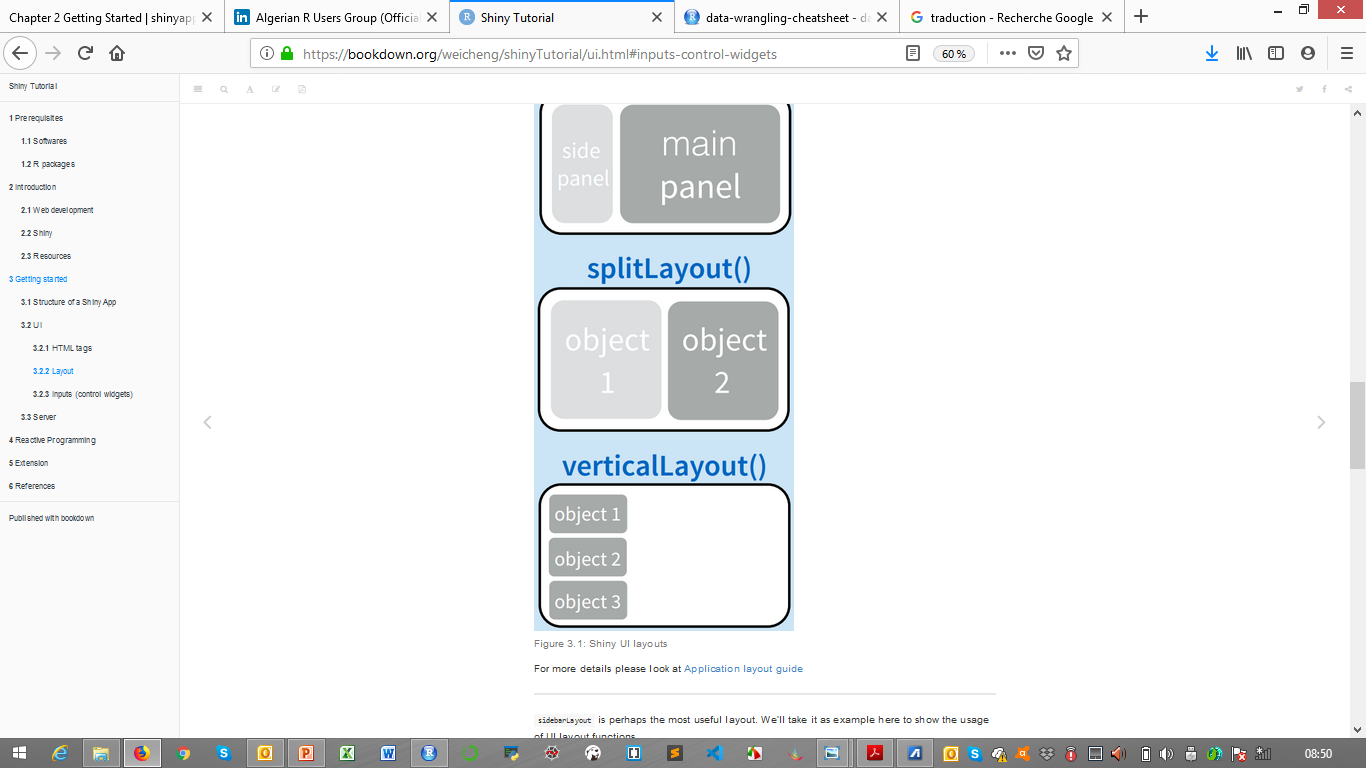 Chapter 2 Getting Started | shinyapp
Algerian R Users Group (Officia
Shiny Tutorial
data-wrangling-cheatsheet - da
traduction - Recherche Google
https://bookdown.org/weicheng/shinyTutorial/ui.html#inputs-control-widgets
60 %
Shiny Tutorial
1 Prerequisites
1.1 Softwares
1.2 R packages
2 Introduction
2.1 Web development
2.2 Shiny
2.3 Resources
3 Getting started
3.1 Structure of a Shiny App
3.2 UI
3.2.1 HTML tags
3.2.2 Layout
3.2.3 Inputs (control widgets)
3.3 Server
4 Reactive Programming
5 Extension
6 References
Published with bookdown
side
panel
main
panel
splitLayout()
object
1
object
2
verticalLayout()
object 1
object 2
object 3
Figure 3.1: Shiny UI layouts
For more details please look at Application layout guide
sidebarLayout is perhaps the most useful layout. We'll take it as example here to show the usage
of UI layout functions
08:50